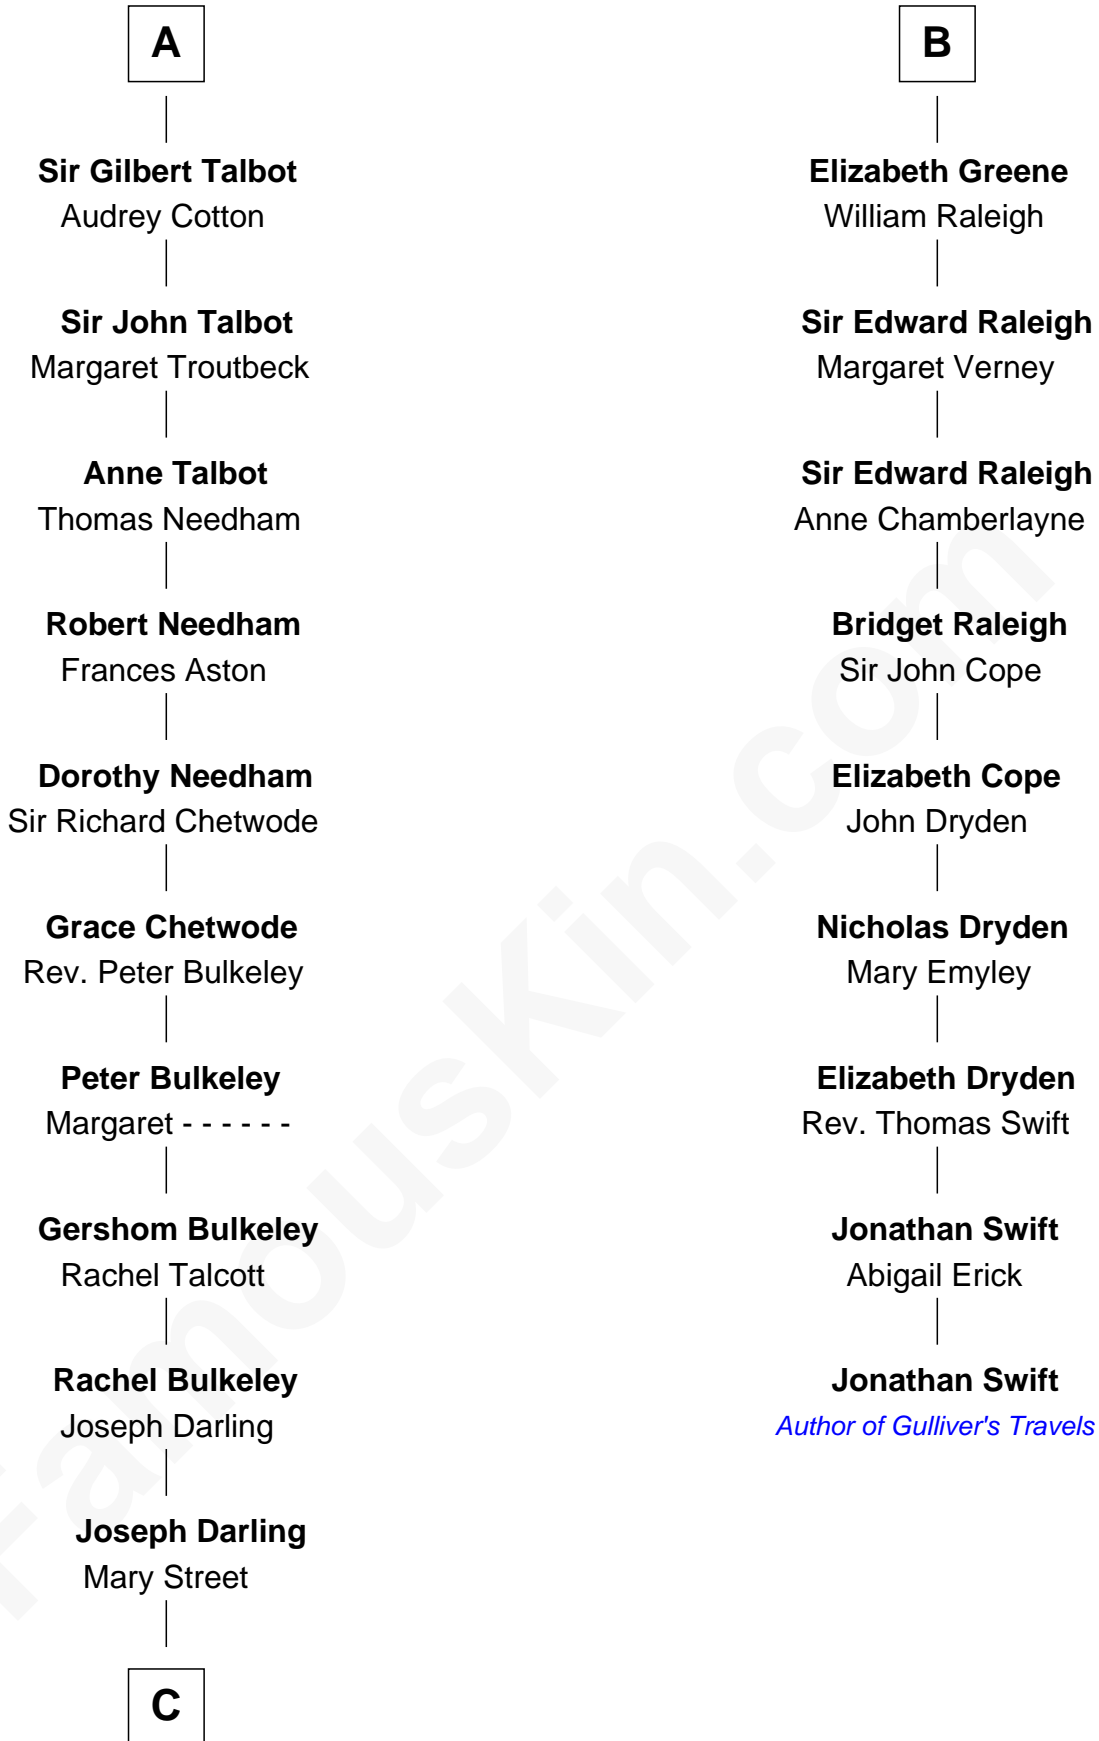 A
Sir Gilbert Talbot
Audrey Cotton
Sir John Talbot
Margaret Troutbeck
Anne Talbot
Thomas Needham
Robert Needham
Frances Aston
Dorothy Needham
Sir Richard Chetwode
Grace Chetwode
Rev. Peter Bulkeley
Peter Bulkeley
Margaret - - - - - -
Gershom Bulkeley
Rachel Talcott
Rachel Bulkeley
Joseph Darling
Joseph Darling
Mary Street
C
B
Elizabeth Greene
William Raleigh
Sir Edward Raleigh
Margaret Verney
Sir Edward Raleigh
Anne Chamberlayne
Bridget Raleigh
Sir John Cope
Elizabeth Cope
John Dryden
Nicholas Dryden
Mary Emyley
Elizabeth Dryden
Rev. Thomas Swift
Jonathan Swift
Abigail Erick
Jonathan Swift
Author of Gulliver's Travels
FamousKin.com